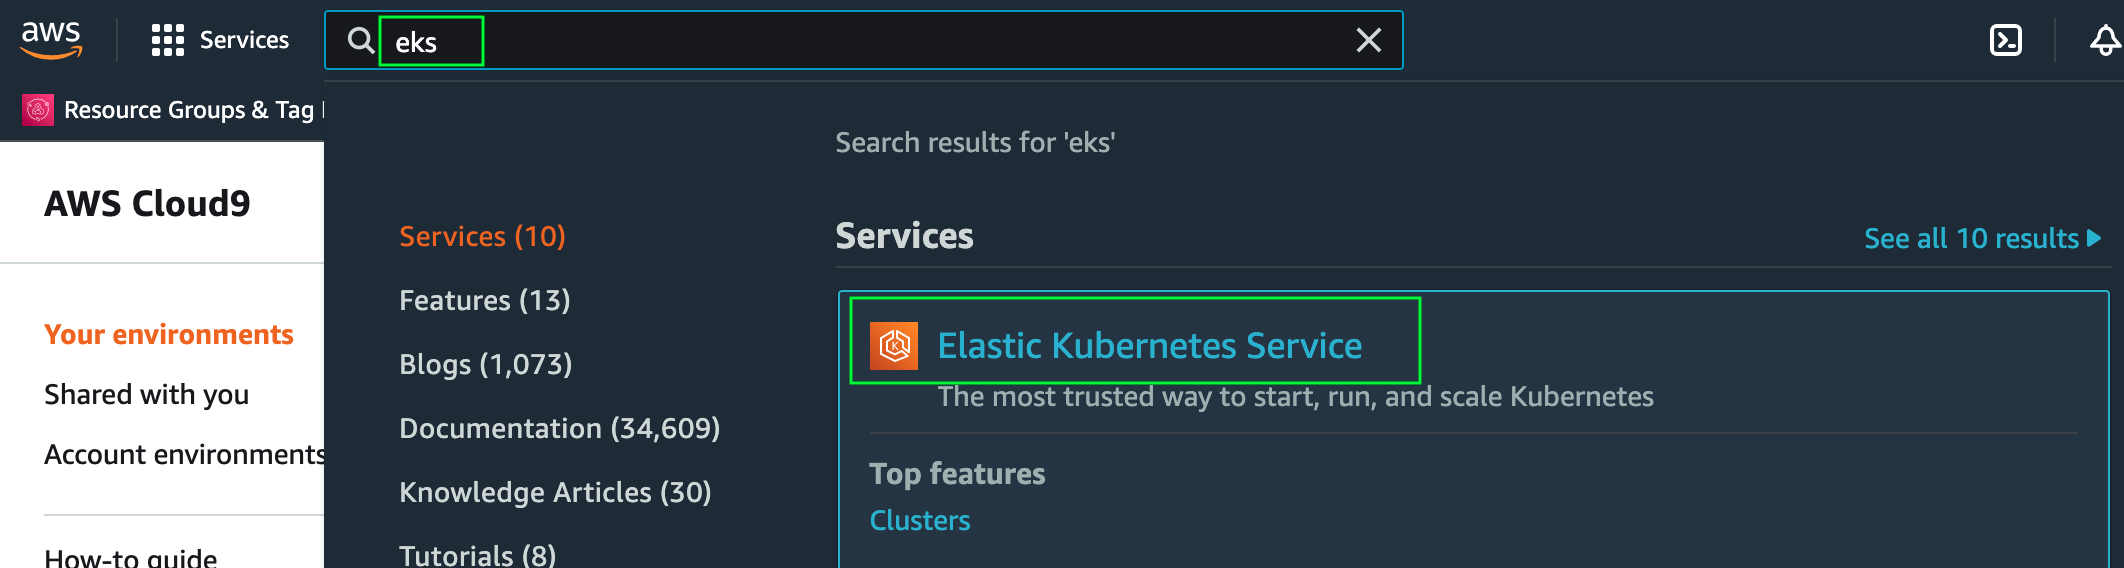 aws
Services
eks
Resource Groups & Tag
Search results for 'eks'
AWS Cloud9
Services (10)
Services
See all 10 results
Features (13)
Your environments
Elastic Kubernetes Service
Blogs (1,073)
Shared with you
The most trusted way to start, run, and scale Kubernetes
Documentation (34,609)
Account environments
Top features
Knowledge Articles (30)
Clusters
How-to guide
Tutorials (8)